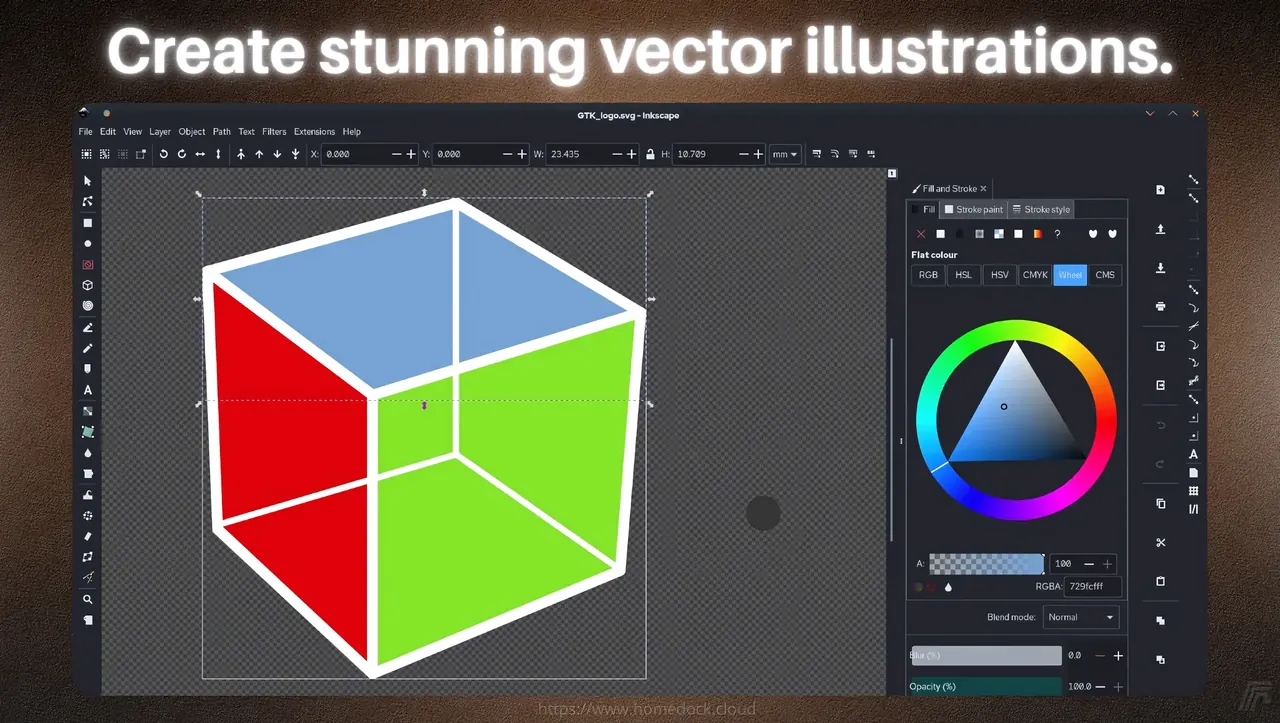 Create stunning vector illustrations.
GTK_logo.svg - Inkscape
File Edit View Layer Object Path Text Filters Extensions Help
X: 0.000 Y: 0.000 W: 23.435 H: 10.709 mm
1
Fill and Stroke
Fill Stroke paint Stroke style
?
Flat colour
RGB HSL HSV CMYK Wheel CMS
A: 100
RGBA: 729fcfff
Blend mode: Normal
Blur (%) 0.0
Opacity (%) 100.0
https://www.homedock.cloud